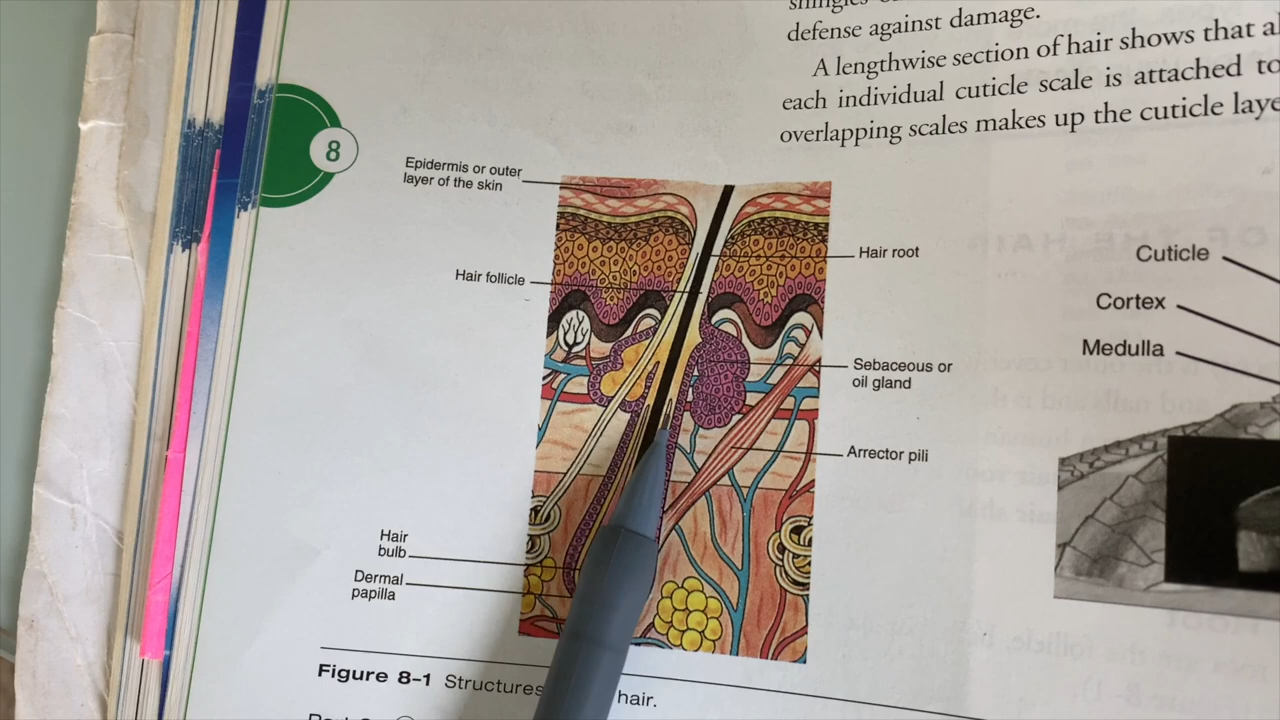 defense against damage.
A lengthwise section of hair shows that
each individual cuticle scale is attached to
overlapping scales makes up the cuticle
8
Epidermis or outer
layer of the skin
Hair root
Hair follicle
Cuticle
Cortex
Medulla
Sebaceous or
oil gland
Arrector pili
Hair
bulb
Dermal
papilla
Figure 8-1 Structures hair.